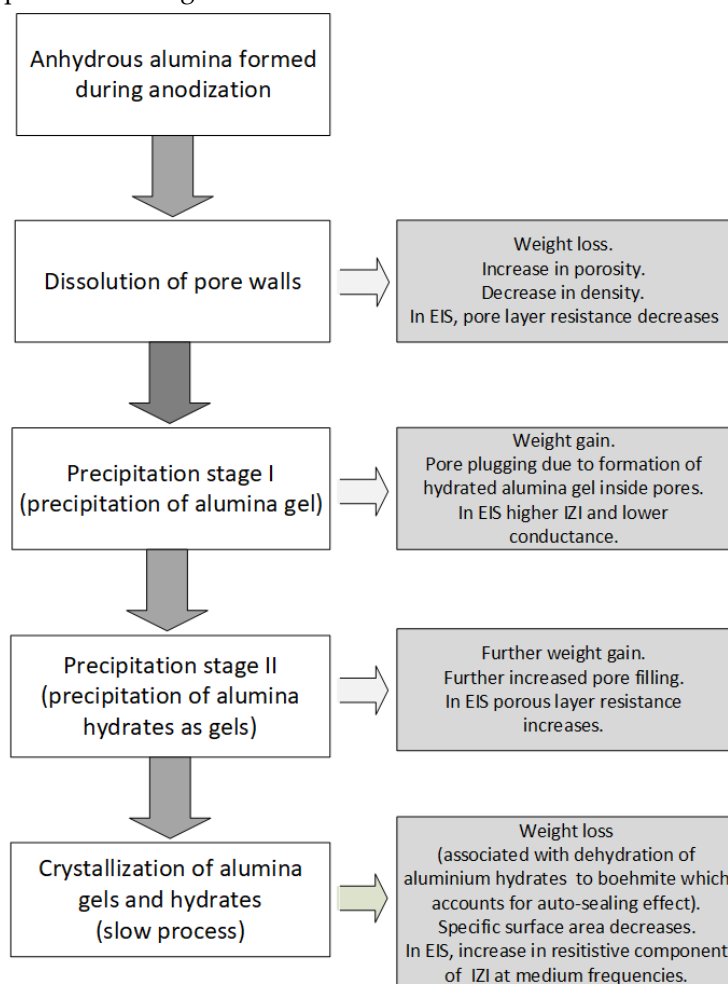 Anhydrous alumina formed
during anodization
Dissolution of pore walls
Weight loss.
Increase in porosity.
Decrease in density.
In EIS, pore layer resistance decreases
Precipitation stage I
(precipitation of alumina gel)
Weight gain.
Pore plugging due to formation of
hydrated alumina gel inside pores.
In EIS higher IZI and lower
conductance.
Precipitation stage II
(precipitation of alumina
hydrates as gels)
Further weight gain.
Further increased pore filling.
In EIS porous layer resistance
increases.
Crystallization of alumina
gels and hydrates
(slow process)
Weight loss
(associated with dehydration of
aluminium hydrates to boehmite which
accounts for auto-sealing effect).
Specific surface area decreases.
In EIS, increase in resitistive component
of IZI at medium frequencies.